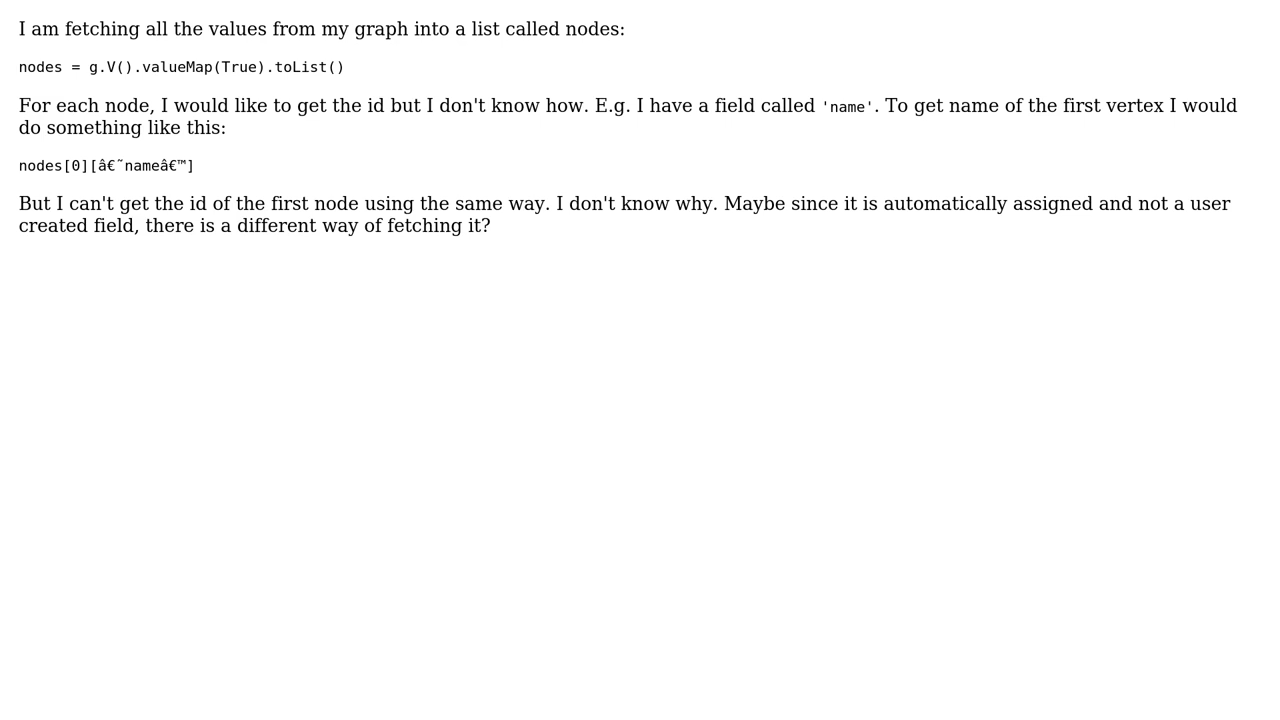 I am fetching all the values from my graph into a list called nodes:
nodes = g.V().valueMap(True).toList()
For each node, I would like to get the id but I don't know how. E.g. I have a field called 'name'. To get name of the first vertex I would
do something like this:
nodes[0][â€˜nameâ€™]
But I can't get the id of the first node using the same way. I don't know why. Maybe since it is automatically assigned and not a user
created field, there is a different way of fetching it?